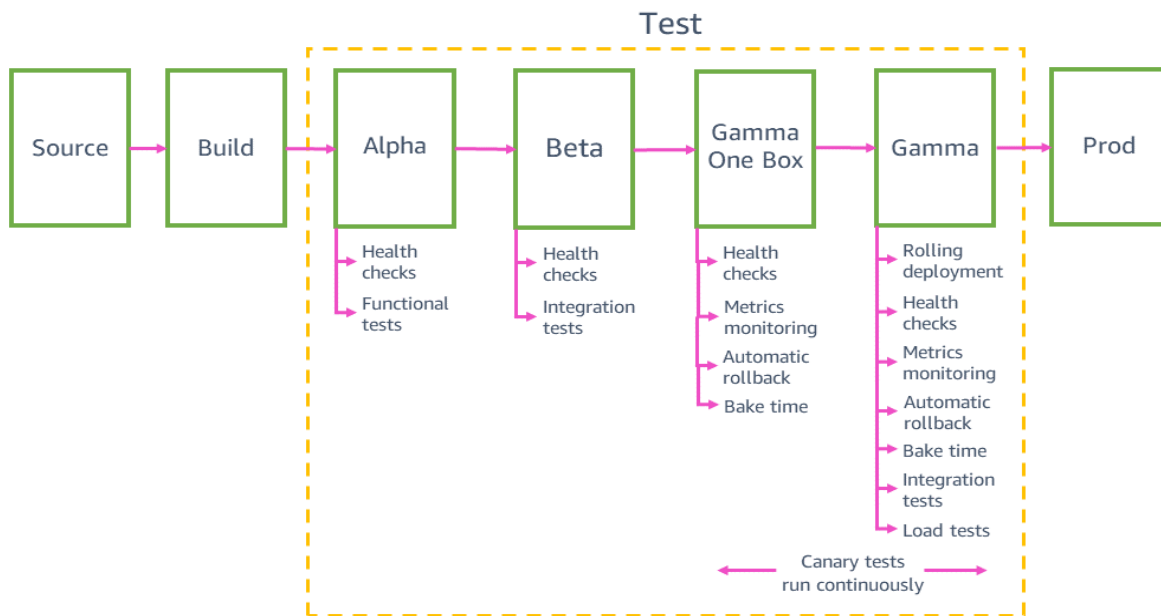 Test
Source
Build
Alpha
Beta
Gamma
One Box
Gamma
Prod
Health
checks
Functional
tests
Health
checks
Integration
tests
Health
checks
Metrics
monitoring
Automatic
rollback
Bake time
Rolling
deployment
Health
checks
Metrics
monitoring
Automatic
rollback
Bake time
Integration
tests
Load tests
Canary tests
run continuously